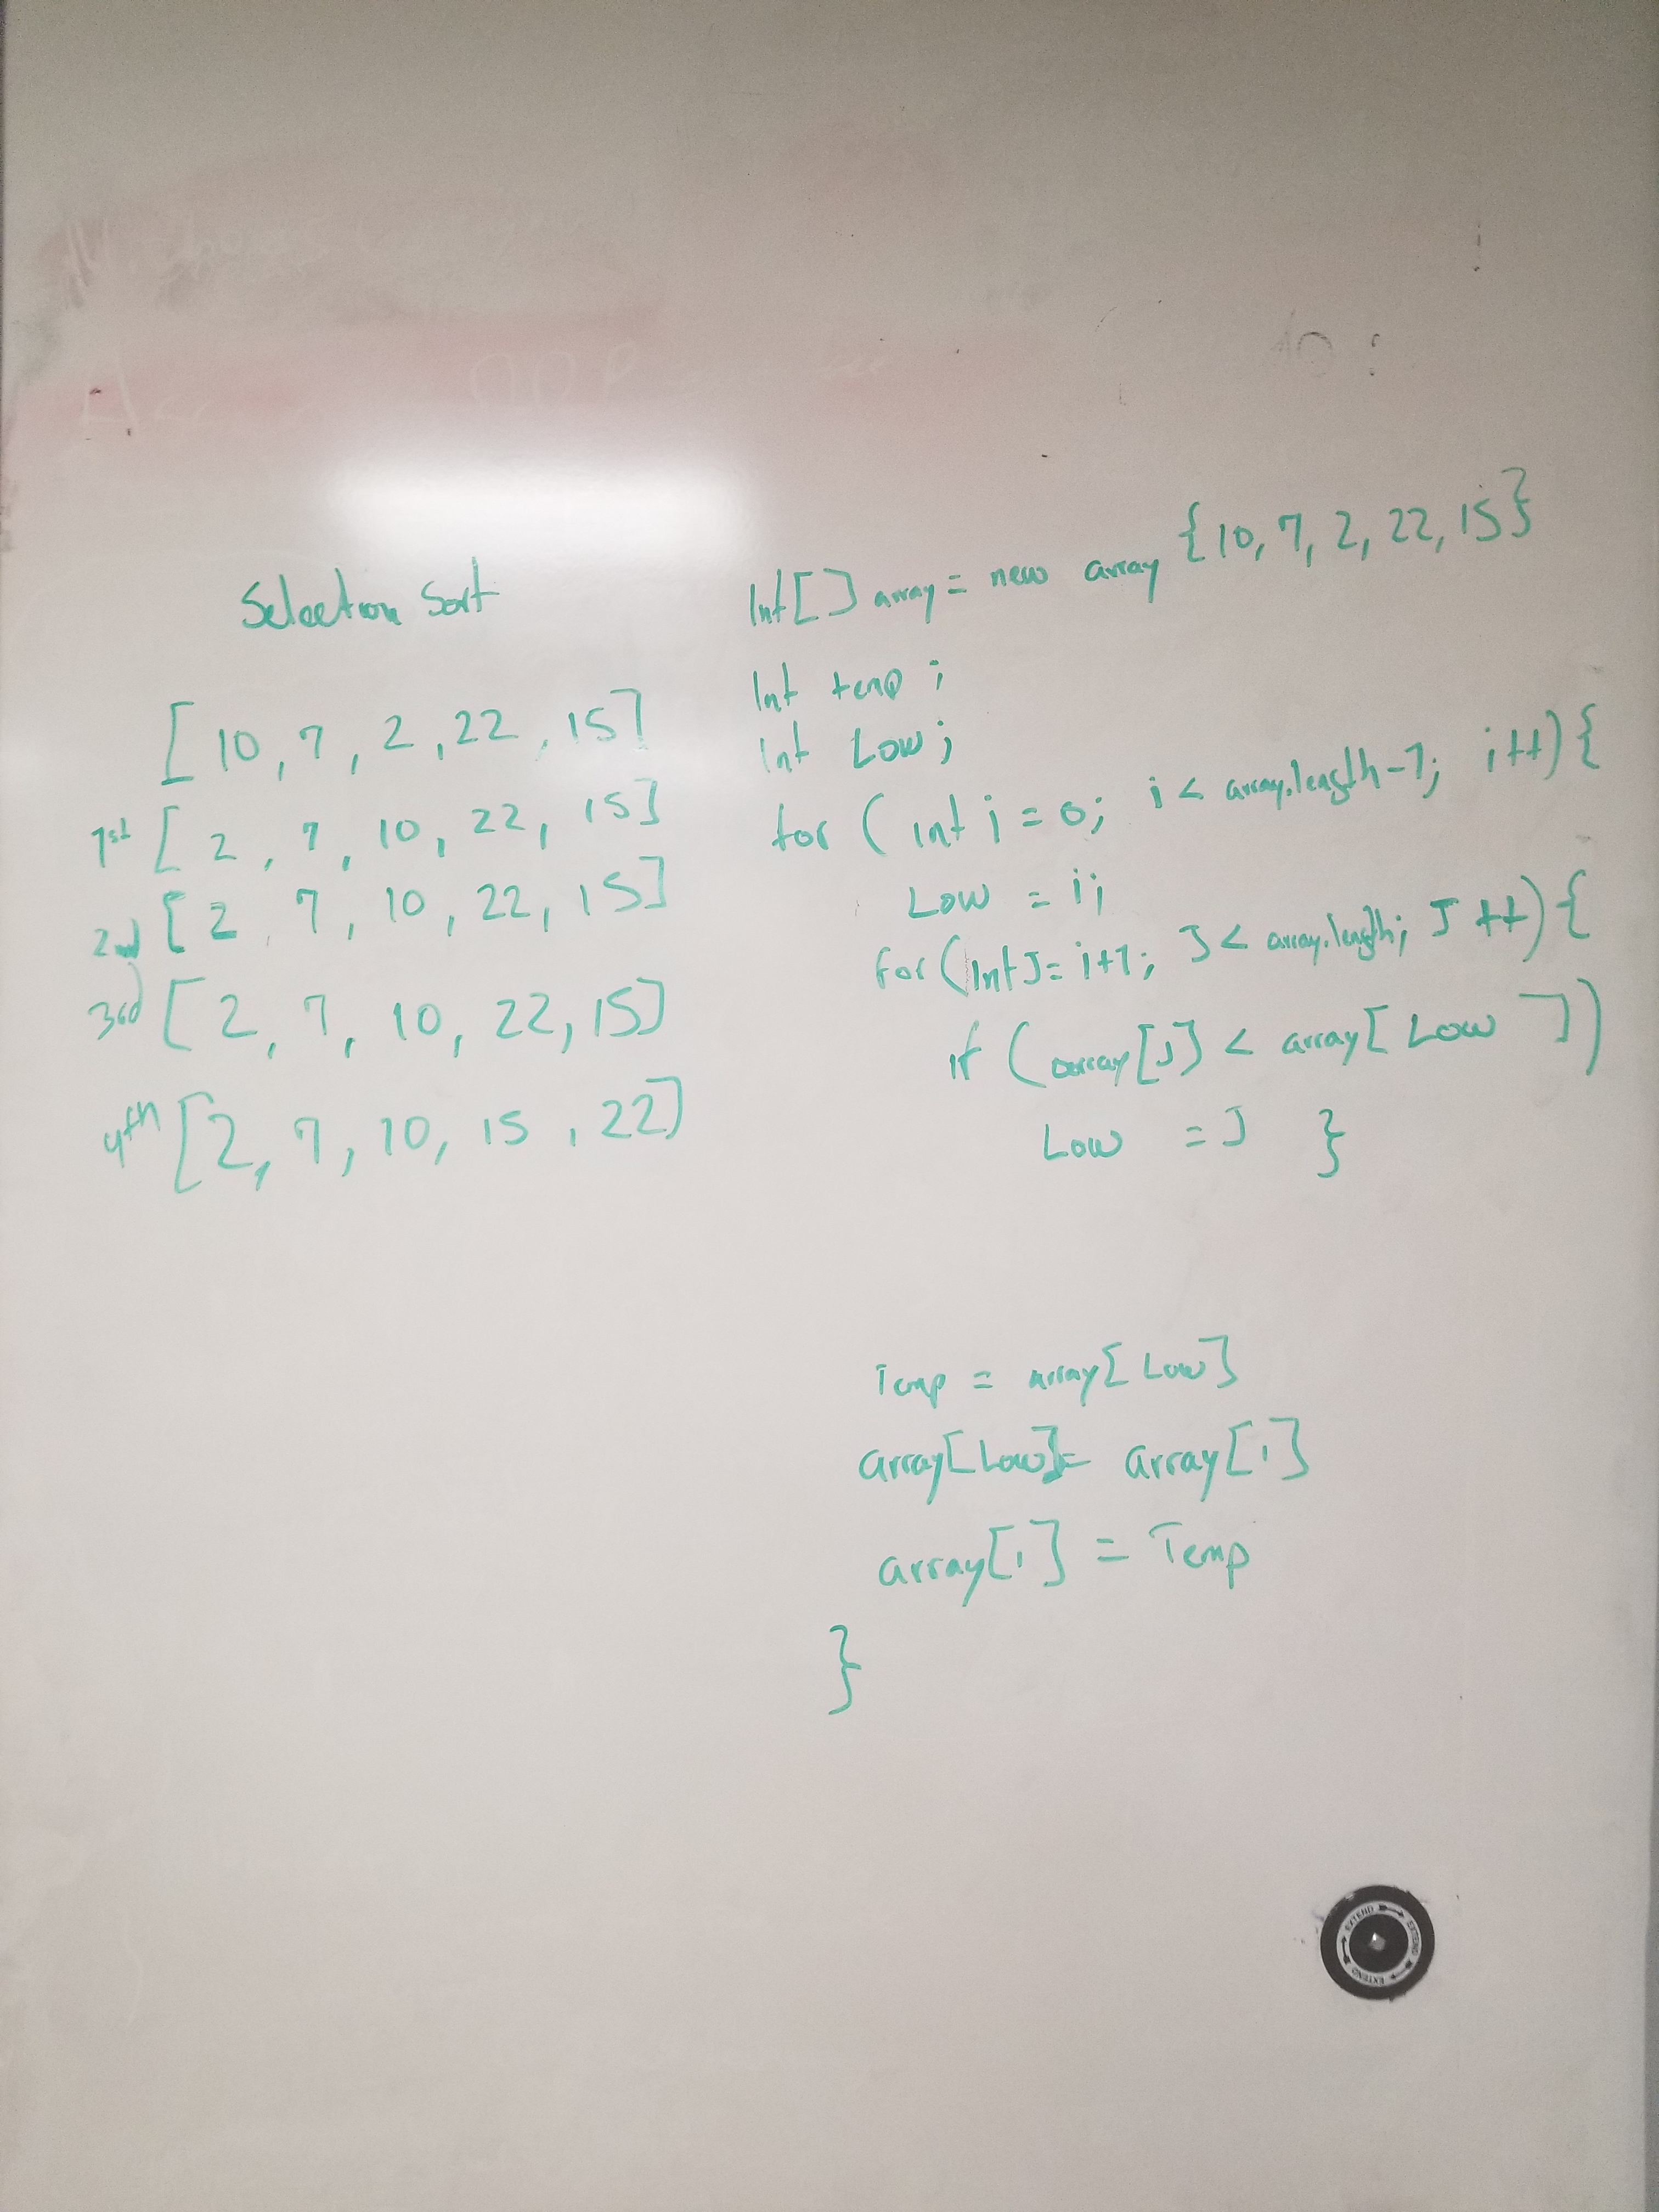 Selection Sort
[10, 7, 2, 22, 15]
1st [2, 7, 10, 22, 15]
2nd [2, 7, 10, 22, 15]
3rd [2, 7, 10, 22, 15]
4th [2, 7, 10, 15, 22]
Int[] array = new array {10, 7, 2, 22, 15}
Int temp ;
Int Low ;
for ( int i = 0; i < array.length-1; i++) {
Low = i;
for (Int J = i+1; J < array.length; J++) {
if ( array[J] < array[Low])
Low = J }
Temp = array[Low]
array[Low] = array[i]
array[i] = Temp
}
EXTEND EXTEND EXTEND EXTEND